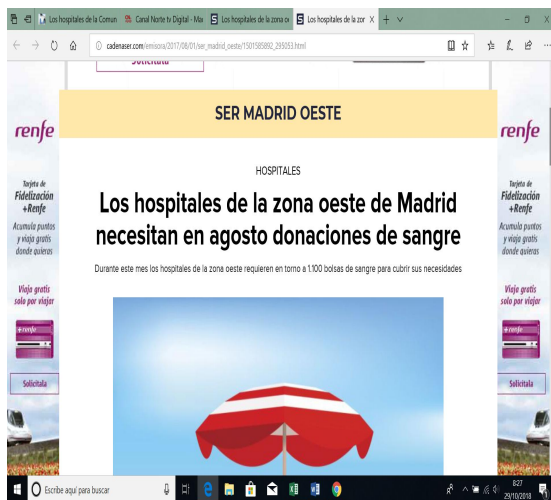 Los hospitales de la Comun
Canal Norte tv Digital - Ma
Los hospitales de la zona o
Los hospitales de la zor
cadenaser.com/emisora/2017/08/01/ser_madrid_oeste/1501585892_295053.html
Solicítala
SER MADRID OESTE
renfe
Tarjeta de
Fidelización
+Renfe
Acumula puntos
y viaja gratis
donde quieras
Viaja gratis
solo por viajar
+renfe
Solicítala
HOSPITALES
Los hospitales de la zona oeste de Madrid
necesitan en agosto donaciones de sangre
Durante este mes los hospitales de la zona oeste requieren en torno a 1.100 bolsas de sangre para cubrir sus necesidades
renfe
Tarjeta de
Fidelización
+Renfe
Acumula puntos
y viaja gratis
donde quieras
Viaja gratis
solo por viajar
+renfe
Solicítala
Escribe aquí para buscar
8:27
29/10/2018